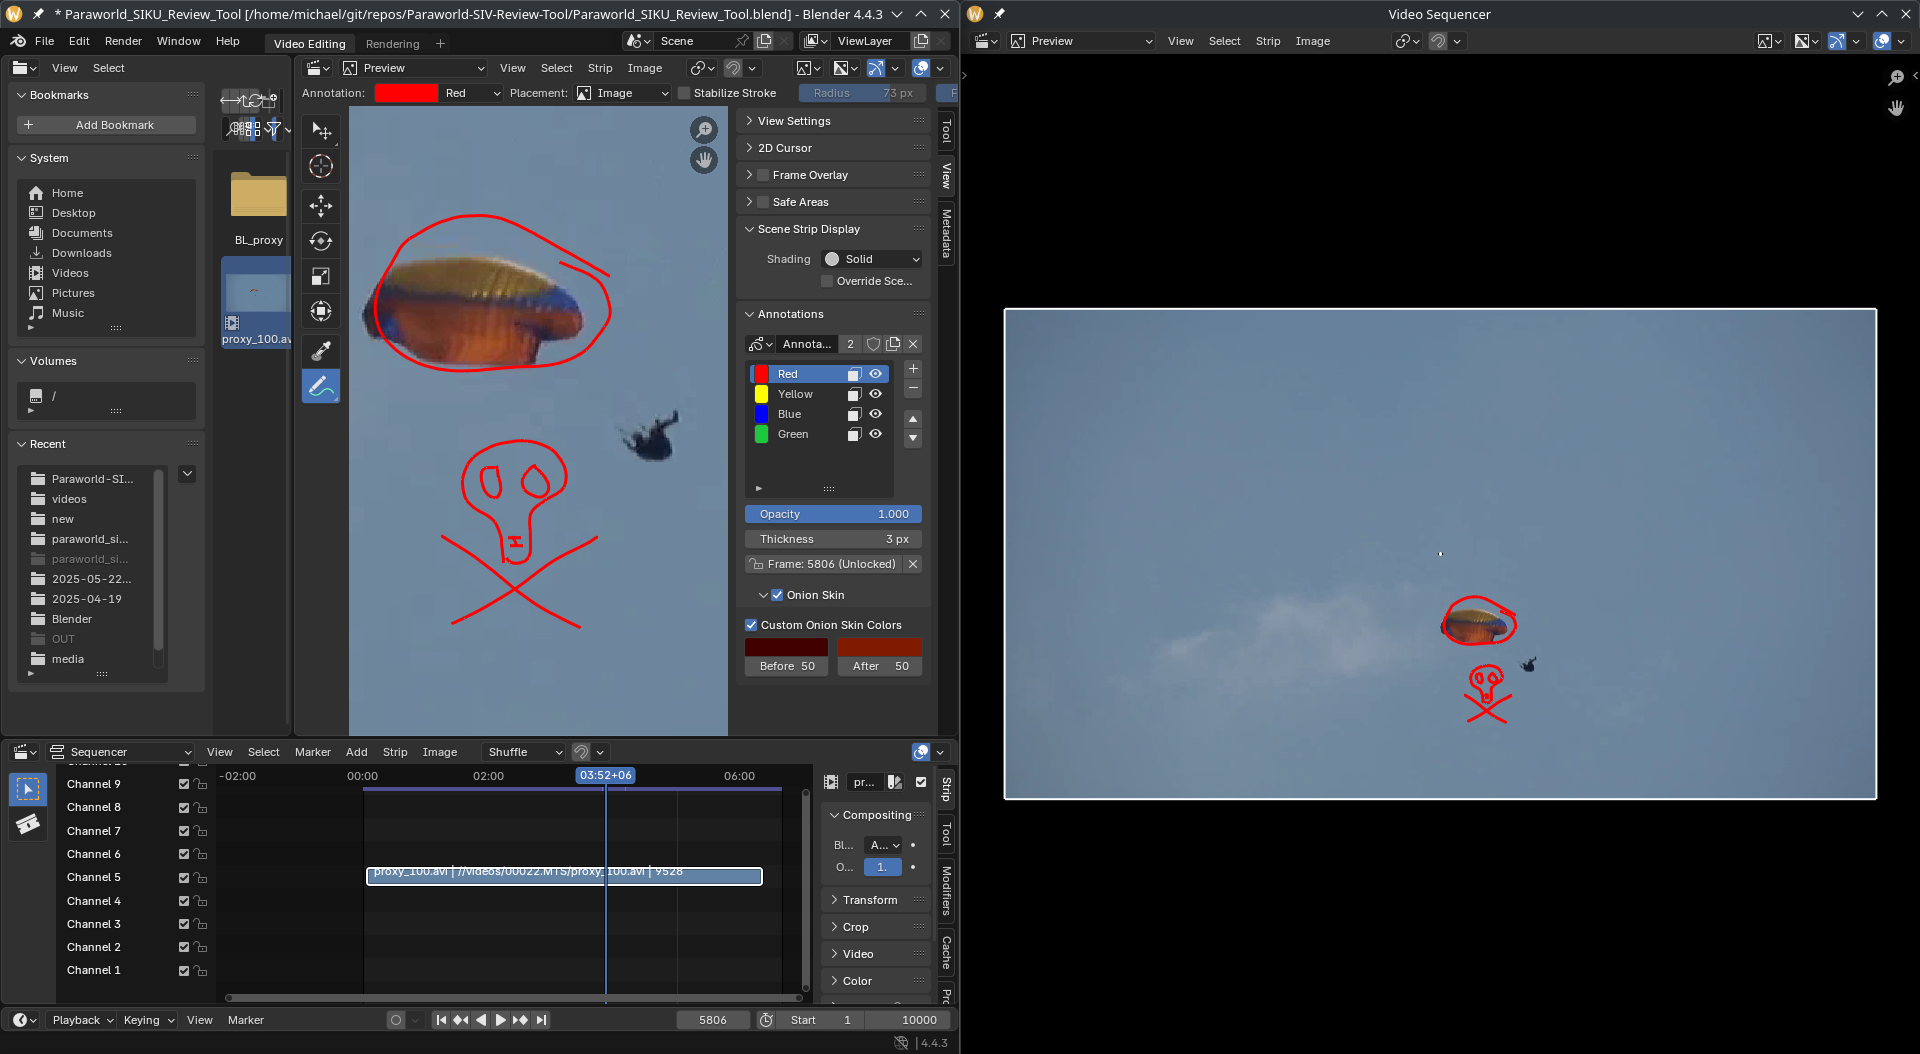 * Paraworld_SIKU_Review_Tool [/home/michael/git/repos/Paraworld-SIV-Review-Tool/Paraworld_SIKU_Review_Tool.blend] - Blender 4.4.3
Video Sequencer
File Edit Render Window Help Video Editing Rendering + Scene ViewLayer
Preview View Select Strip Image
View Select
Preview View Select Strip Image
Annotation: Red Placement: Image Stabilize Stroke Radius 73 px
Bookmarks
Add Bookmark
System
Home
Desktop
Documents
Downloads
Videos
Pictures
Music
Volumes
/
Recent
Paraworld-SI...
videos
new
paraworld_si...
paraworld_si...
2025-05-22...
2025-04-19
Blender
OUT
media
BL_proxy
proxy_100.av
View Settings
2D Cursor
Frame Overlay
Safe Areas
Scene Strip Display
Shading Solid
Override Sce...
Annotations
Annota... 2
Red
Yellow
Blue
Green
Opacity 1.000
Thickness 3 px
Frame: 5806 (Unlocked)
Onion Skin
Custom Onion Skin Colors
Before 50 After 50
Tool
View
Metadata
Sequencer View Select Marker Add Strip Image Shuffle
-02:00 00:00 02:00 03:52+06 06:00
Channel 9
Channel 8
Channel 7
Channel 6
Channel 5
Channel 4
Channel 3
Channel 2
Channel 1
proxy_100.avi | //videos/00022.MTS/proxy_100.avi | 9528
pr...
Compositing
Bl... A...
O... 1.
Transform
Crop
Video
Color
Strip
Tool
Modifiers
Cache
Pro
Playback Keying View Marker 5806 Start 1 10000
4.4.3